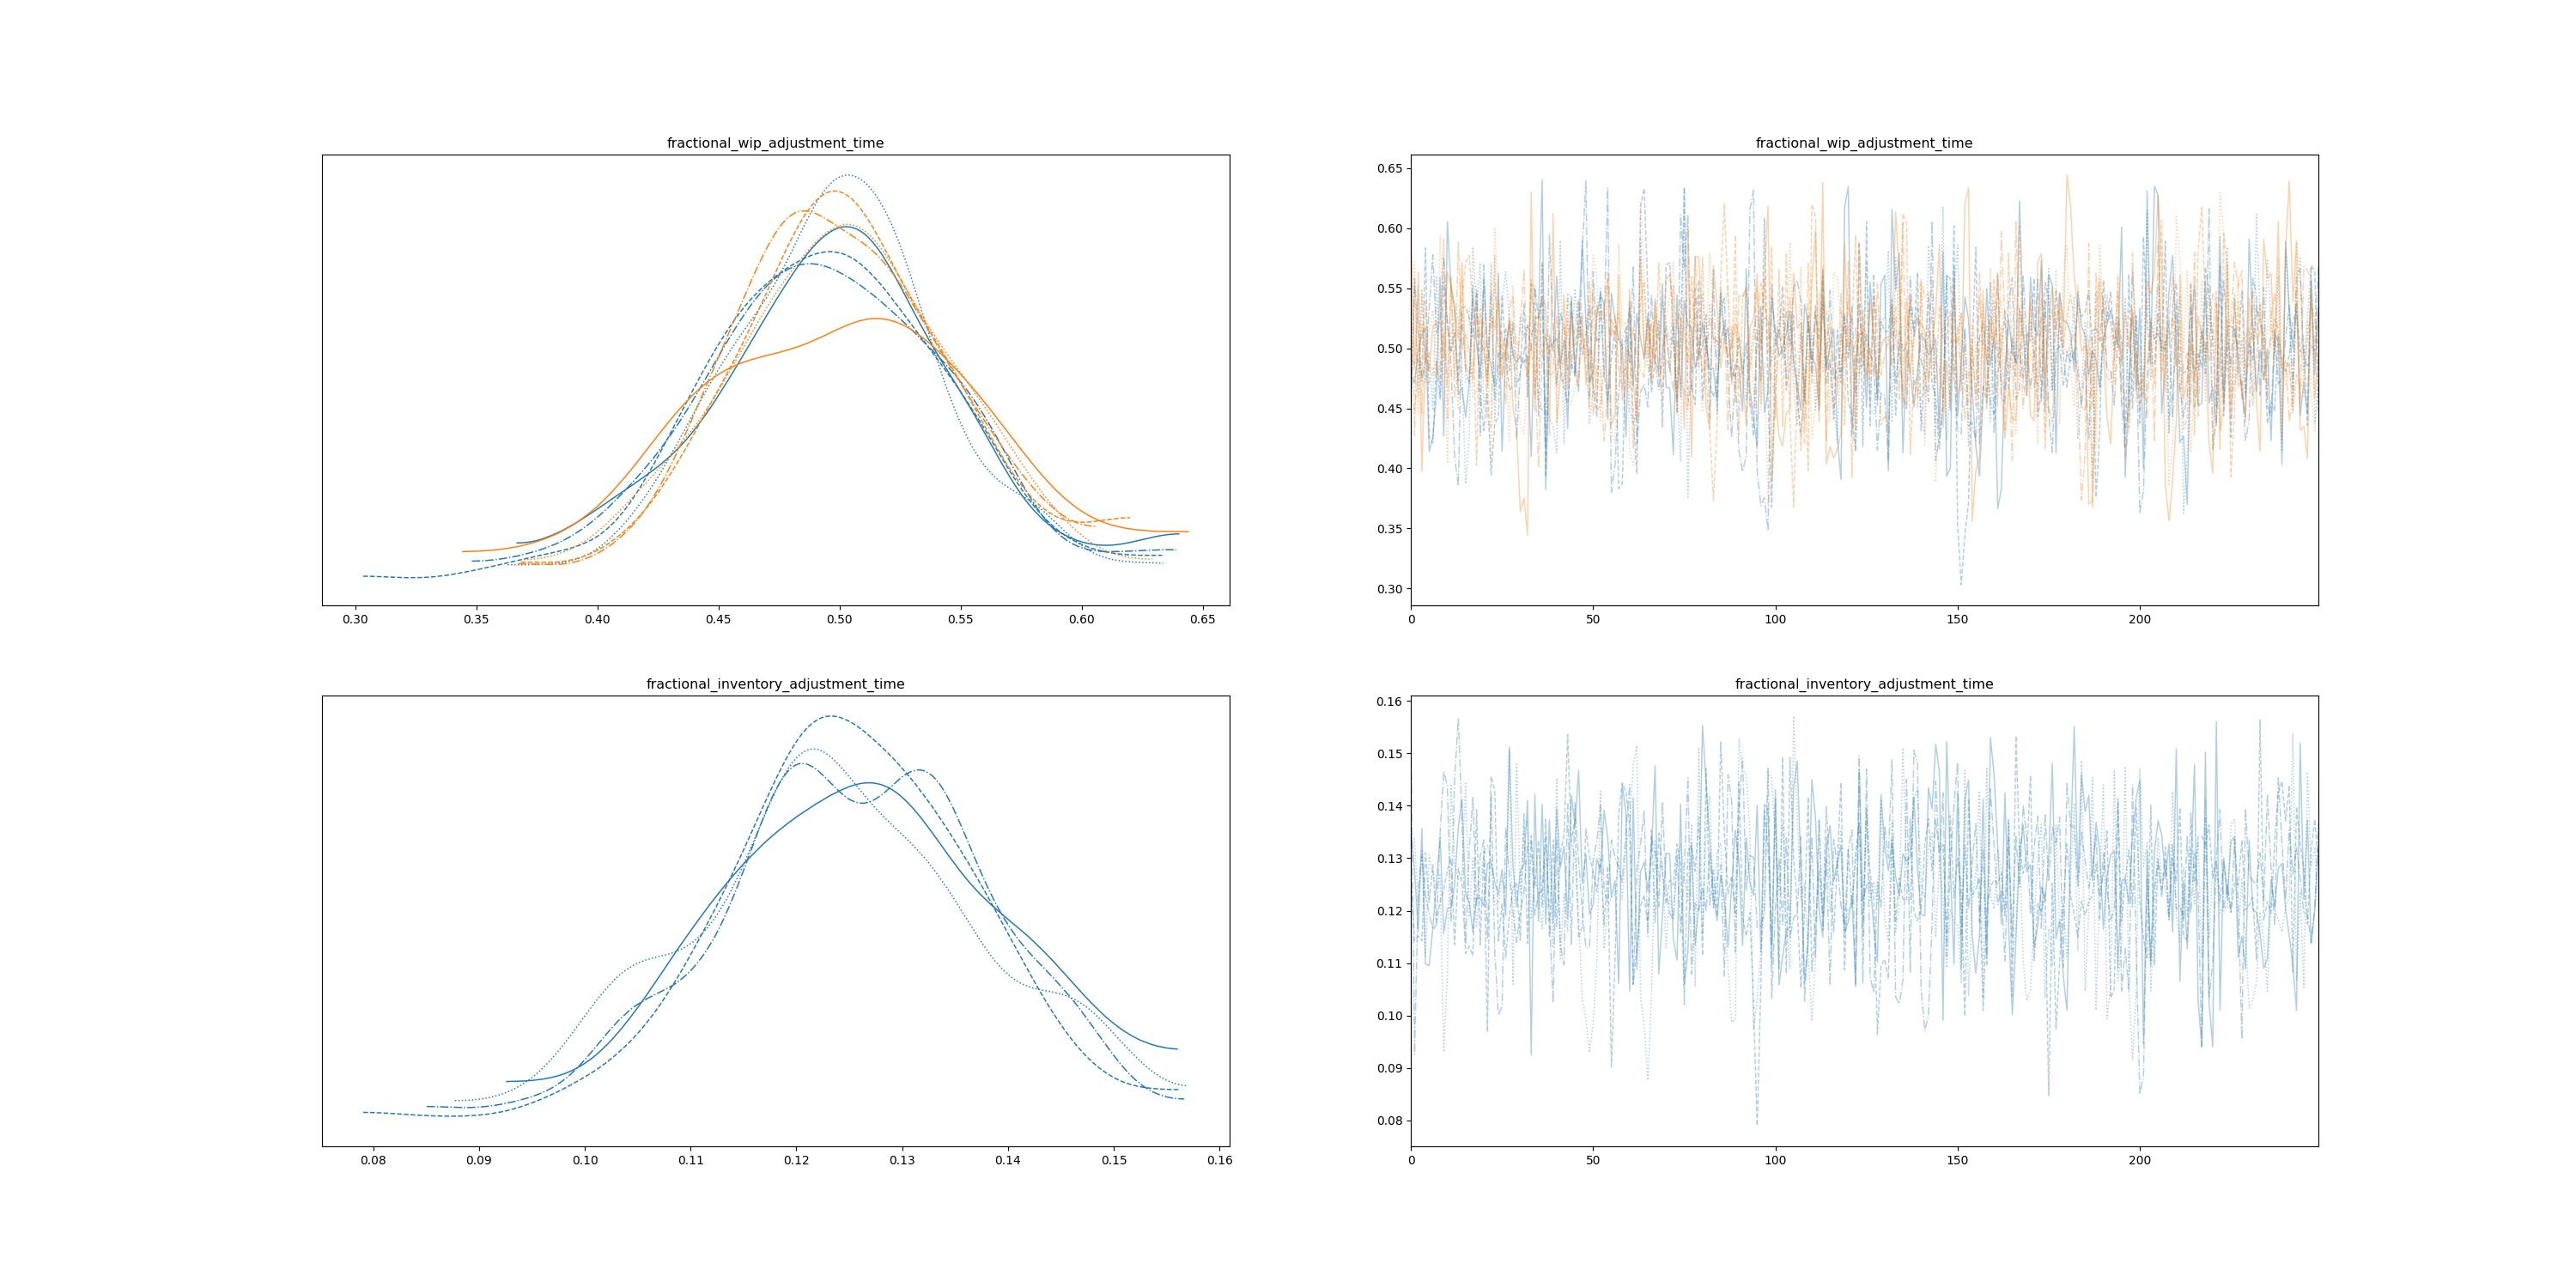 fractional_wip_adjustment_time
0.30 0.35 0.40 0.45 0.50 0.55 0.60 0.65
fractional_wip_adjustment_time
0.65
0.60
0.55
0.50
0.45
0.40
0.35
0.30
0 50 100 150 200
fractional_inventory_adjustment_time
0.08 0.09 0.10 0.11 0.12 0.13 0.14 0.15 0.16
fractional_inventory_adjustment_time
0.16
0.15
0.14
0.13
0.12
0.11
0.10
0.09
0.08
0 50 100 150 200